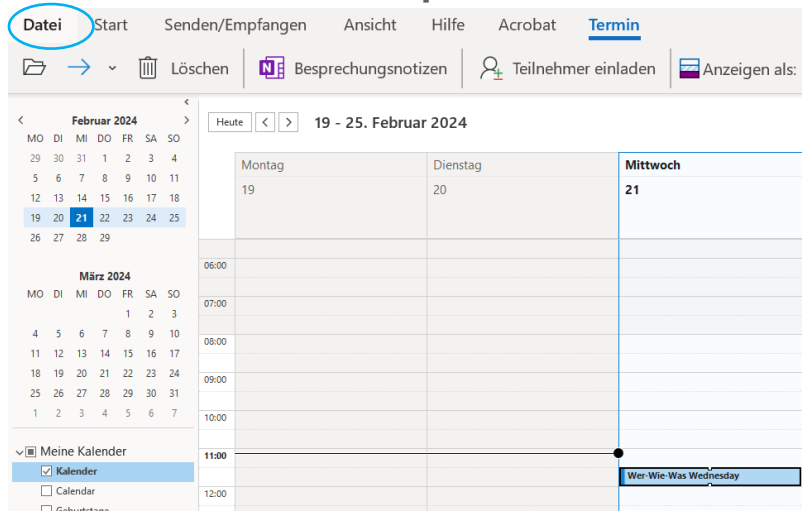 Datei Start Senden/Empfangen Ansicht Hilfe Acrobat Termin
Löschen Besprechungsnotizen Teilnehmer einladen Anzeigen als:
Februar 2024
MO DI MI DO FR SA SO
29 30 31 1 2 3 4
5 6 7 8 9 10 11
12 13 14 15 16 17 18
19 20 21 22 23 24 25
26 27 28 29
März 2024
MO DI MI DO FR SA SO
1 2 3
4 5 6 7 8 9 10
11 12 13 14 15 16 17
18 19 20 21 22 23 24
25 26 27 28 29 30 31
1 2 3 4 5 6 7
Meine Kalender
Kalender
Calendar
Heute 19 - 25. Februar 2024
Montag Dienstag Mittwoch
19 20 21
06:00
07:00
08:00
09:00
10:00
11:00
Wer-Wie-Was Wednesday
12:00